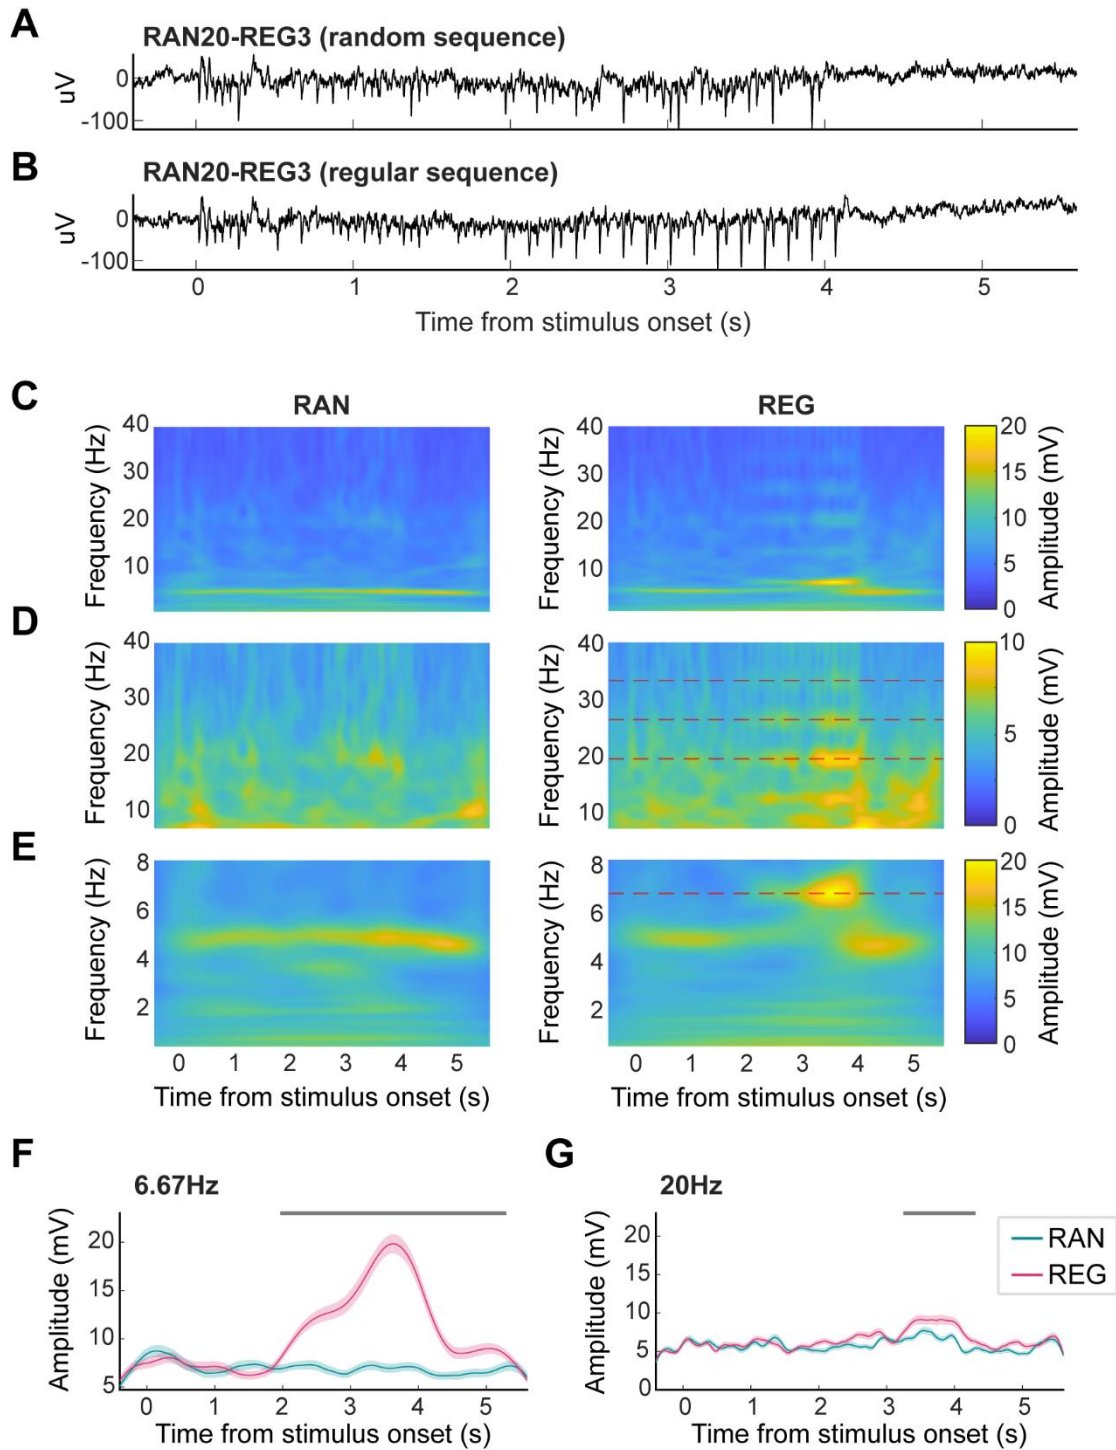 A
RAN20-REG3 (random sequence)
uV
0
-100
B
RAN20-REG3 (regular sequence)
uV
0
-100
0 1 2 3 4 5
Time from stimulus onset (s)
C
RAN
REG
Frequency (Hz)
40
30
20
10
Frequency (Hz)
40
30
20
10
20
15
10
5
0
Amplitude (mV)
D
Frequency (Hz)
40
30
20
10
Frequency (Hz)
40
30
20
10
10
5
0
Amplitude (mV)
E
Frequency (Hz)
8
6
4
2
0 1 2 3 4 5
Time from stimulus onset (s)
Frequency (Hz)
8
6
4
2
0 1 2 3 4 5
Time from stimulus onset (s)
20
15
10
5
0
Amplitude (mV)
F
6.67Hz
Amplitude (mV)
20
15
10
5
0 1 2 3 4 5
Time from stimulus onset (s)
G
20Hz
Amplitude (mV)
20
15
10
5
0
0 1 2 3 4 5
Time from stimulus onset (s)
RAN
REG